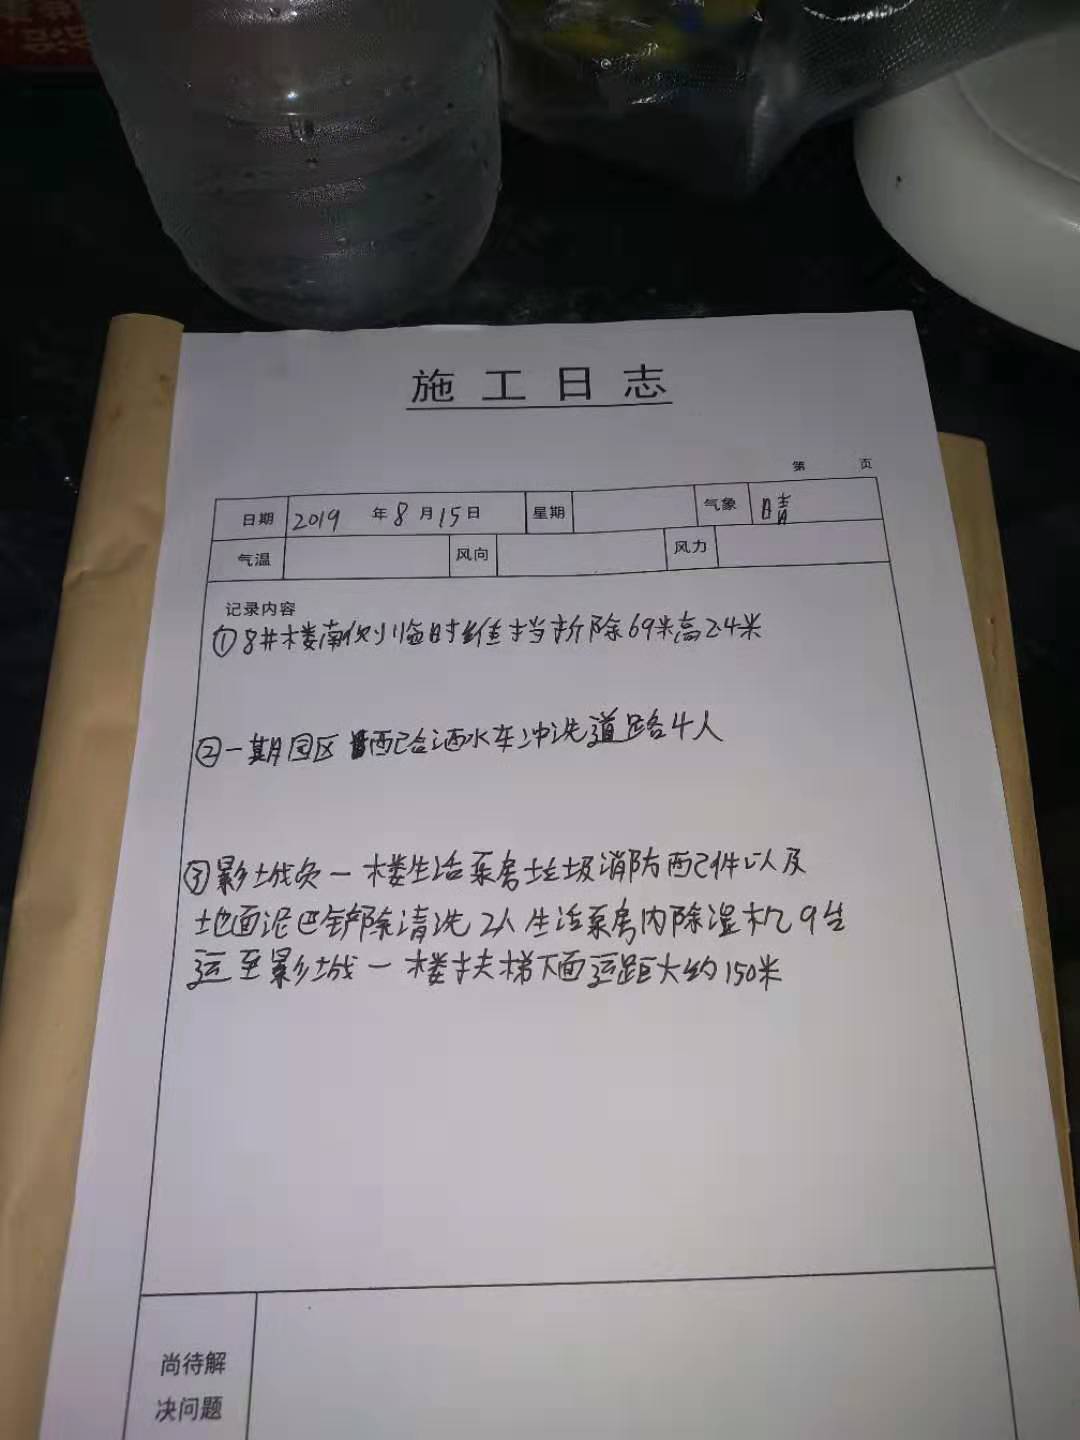 施工日志
第 页
日期 2019 年 8 月 15 日 星期 气象 晴
气温 风向 风力
记录内容
①8井楼南侧临时维挡拆除69米高2.4米
②一期园区配合洒水车冲洗道路4人
③影城负一楼生活泵房垃圾消防配件以及
地面泥巴铲除清洗2人生活泵房内除湿机9台
运至影城一楼扶梯下面运距大约150米
尚待解
决问题